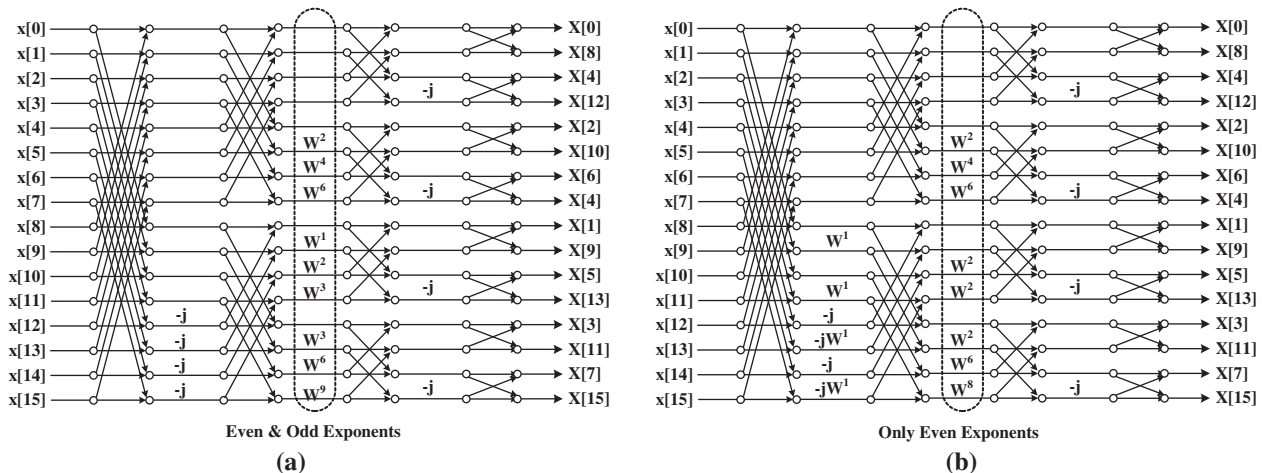 x[0] X[0]
x[1] X[8]
x[2] X[4]
x[3] -j X[12]
x[4] X[2]
x[5] W² X[10]
x[6] W⁴ X[6]
x[7] W⁶ -j X[4]
x[8] X[1]
x[9] W¹ X[9]
x[10] W² X[5]
x[11] W³ -j X[13]
x[12] -j X[3]
x[13] -j W³ X[11]
x[14] -j W⁶ X[7]
x[15] -j W⁹ -j X[15]
Even & Odd Exponents
(a)
x[0] X[0]
x[1] X[8]
x[2] X[4]
x[3] -j X[12]
x[4] X[2]
x[5] W² X[10]
x[6] W⁴ X[6]
x[7] W⁶ -j X[4]
x[8] X[1]
x[9] W¹ X[9]
x[10] W² X[5]
x[11] W¹ W² -j X[13]
x[12] -j X[3]
x[13] -jW¹ W² X[11]
x[14] -j W⁶ X[7]
x[15] -jW¹ W⁸ -j X[15]
Only Even Exponents
(b)